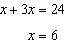 x + 3x = 24
x = 6